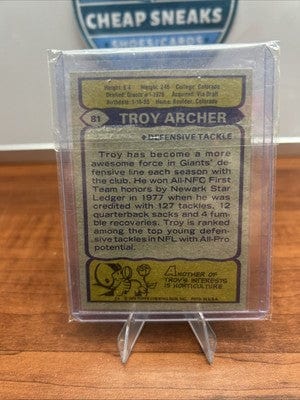 CHEAP SNEAKS
SHOES|CARDS
Height: 6-4 Weight: 245 College: Colorado
Drafted: Giants #1-1976 Acquired: Via Draft
Birthdate: 1-16-55 Home: Boulder, Colorado
81 TROY ARCHER
DEFENSIVE TACKLE
Troy has become a more
awesome force in Giants' de-
fensive line each season with
the club. He won All-NFC First
Team honors by Newark Star
Ledger in 1977 when he was
credited with 127 tackles, 12
quarterback sacks and 4 fum-
ble recoveries. Troy is ranked
among the top young defen-
sive tackles in NFL with All-Pro
potential.
ANOTHER OF
TROY'S INTERESTS
IS HORTICULTURE
PRTD. IN U.S.A.